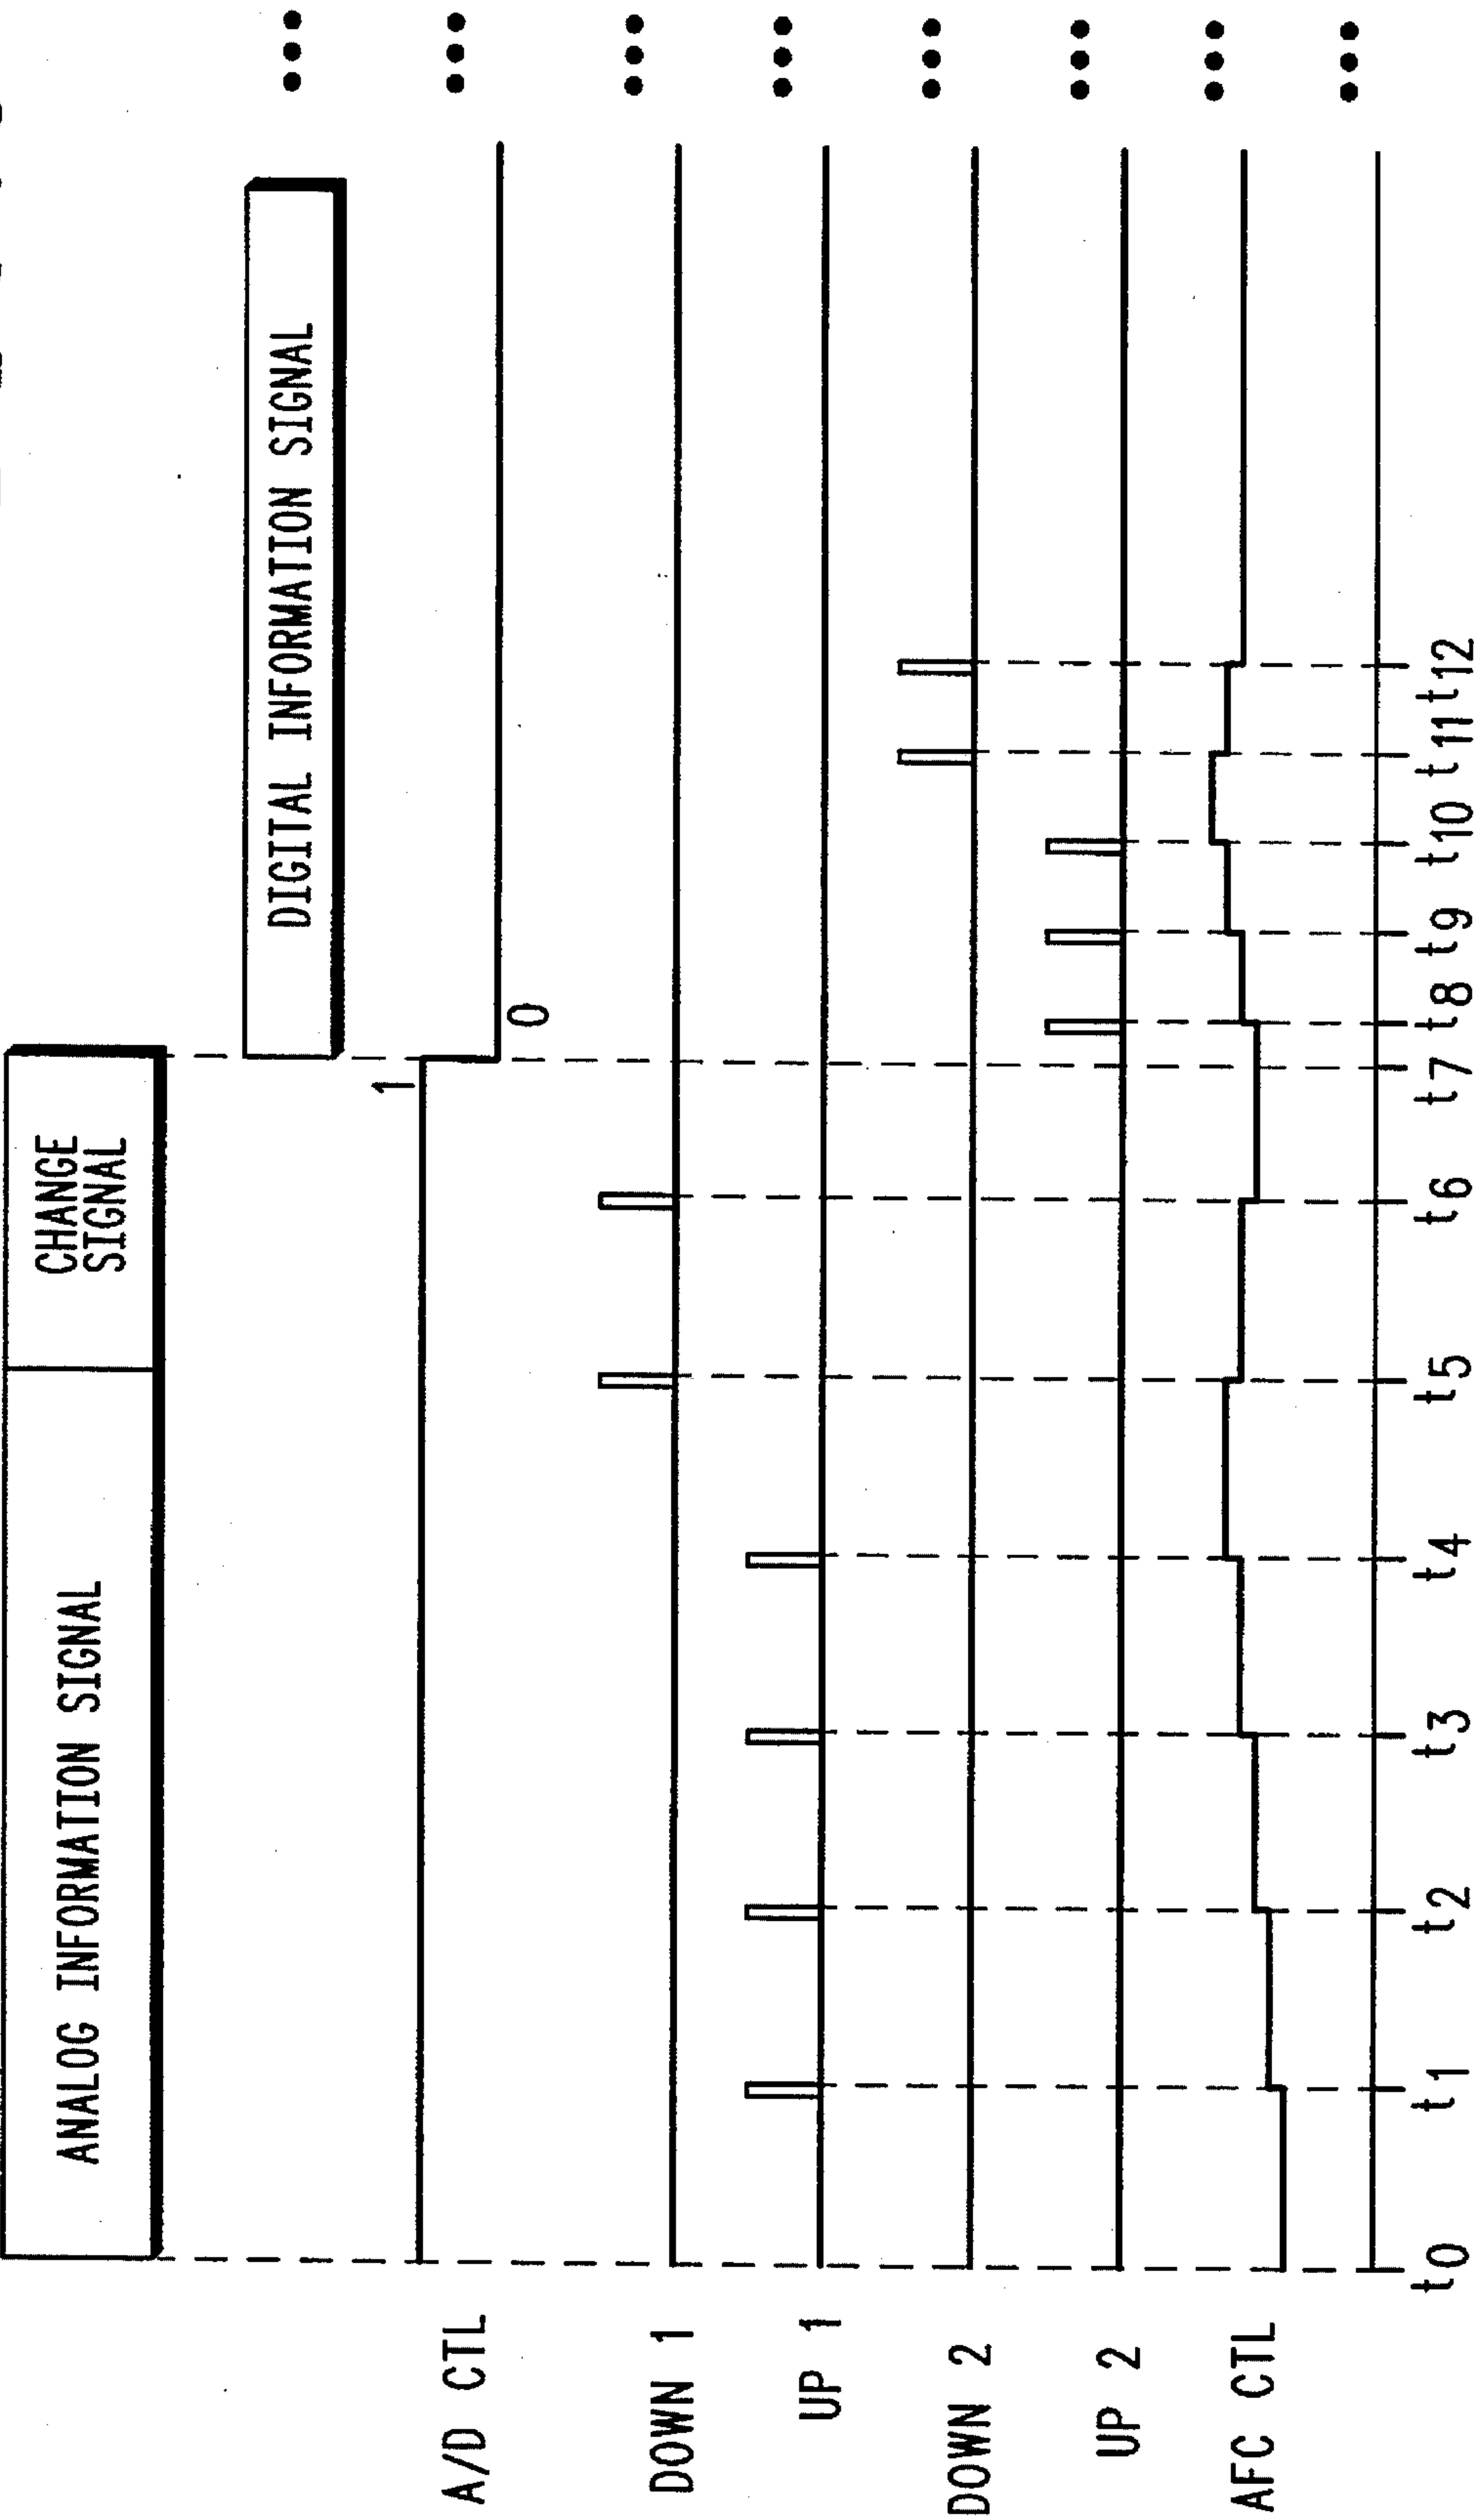 ANALOG INFORMATION SIGNAL
CHANGE
SIGNAL
DIGITAL INFORMATION SIGNAL
A/D CTL
1
0
DOWN 1
UP 1
DOWN 2
UP 2
AFC CTL
t0 t1 t2 t3 t4 t5 t6 t7 t8 t9 t10 t11 t12